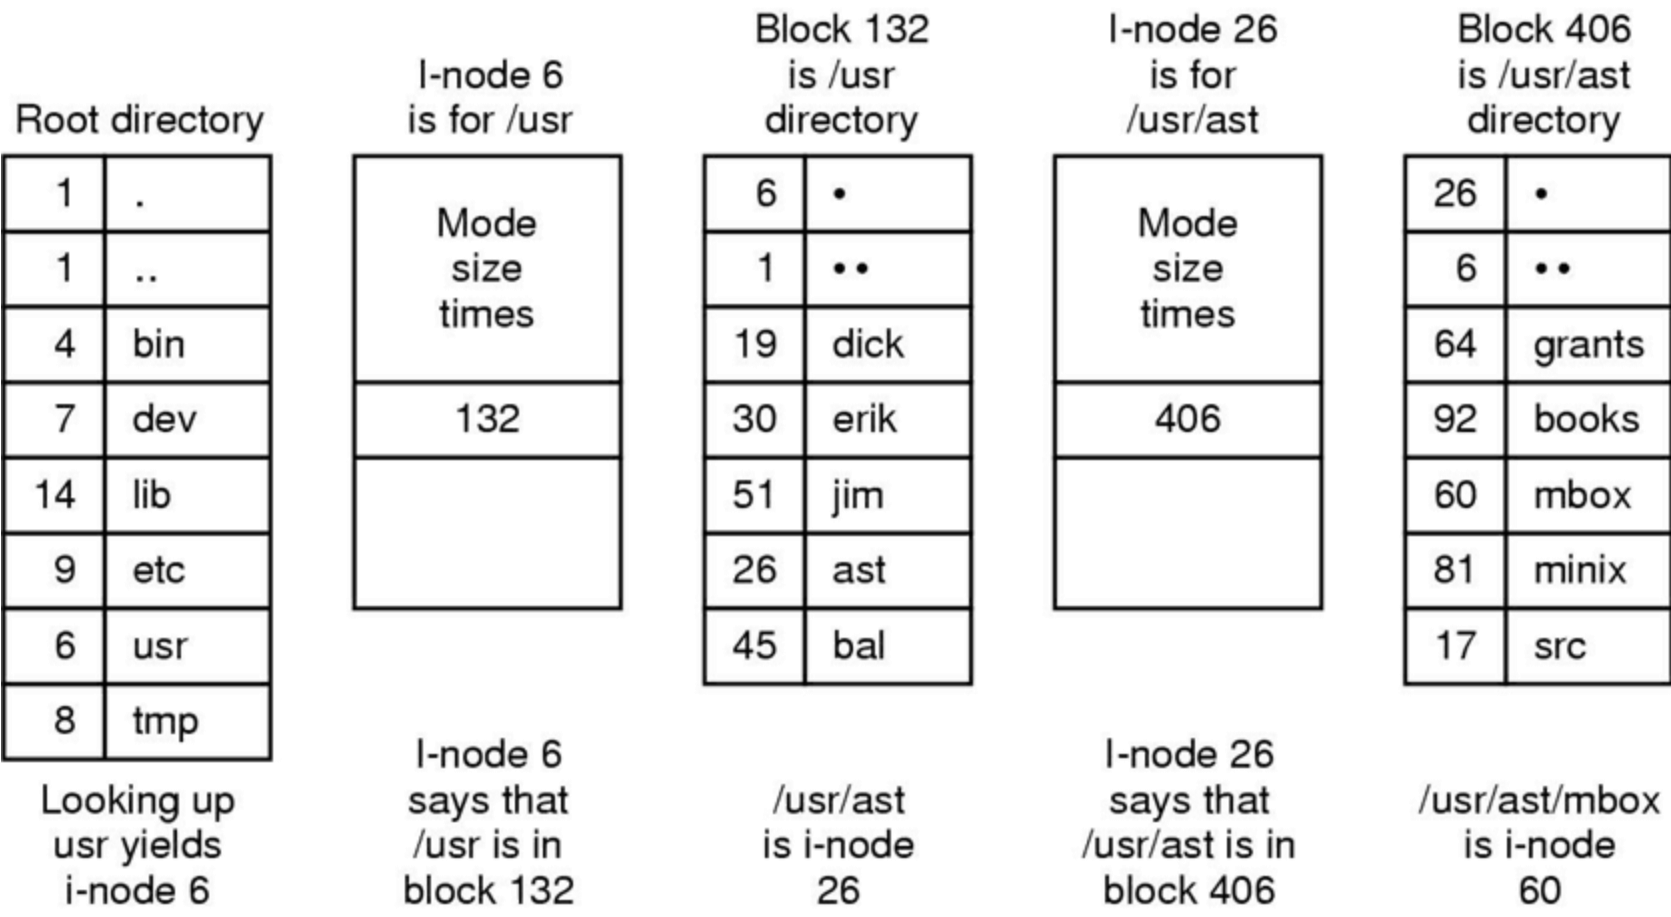 Root directory
1 .
1 ..
4 bin
7 dev
14 lib
9 etc
6 usr
8 tmp
Looking up
usr yields
i-node 6
I-node 6
is for /usr
Mode
size
times
132
I-node 6
says that
/usr is in
block 132
Block 132
is /usr
directory
6 •
1 ••
19 dick
30 erik
51 jim
26 ast
45 bal
/usr/ast
is i-node
26
I-node 26
is for
/usr/ast
Mode
size
times
406
I-node 26
says that
/usr/ast is in
block 406
Block 406
is /usr/ast
directory
26 •
6 ••
64 grants
92 books
60 mbox
81 minix
17 src
/usr/ast/mbox
is i-node
60